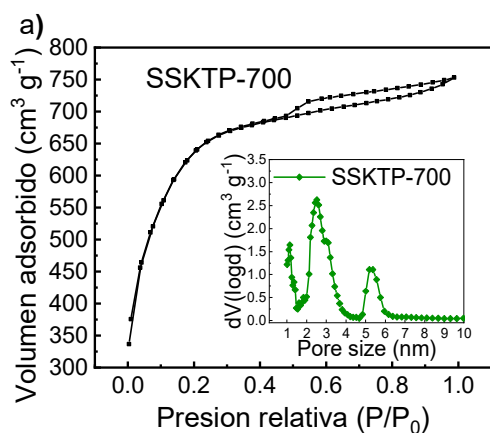 a)
Volumen adsorbido (cm³ g⁻¹)
800
750
700
650
600
550
500
450
400
350
300
SSKTP-700
dV(logd) (cm³ g⁻¹)
3.5
3.0
2.5
2.0
1.5
1.0
0.5
0.0
SSKTP-700
1 2 3 4 5 6 7 8 9 10
Pore size (nm)
0.0 0.2 0.4 0.6 0.8 1.0
Presion relativa (P/P₀)